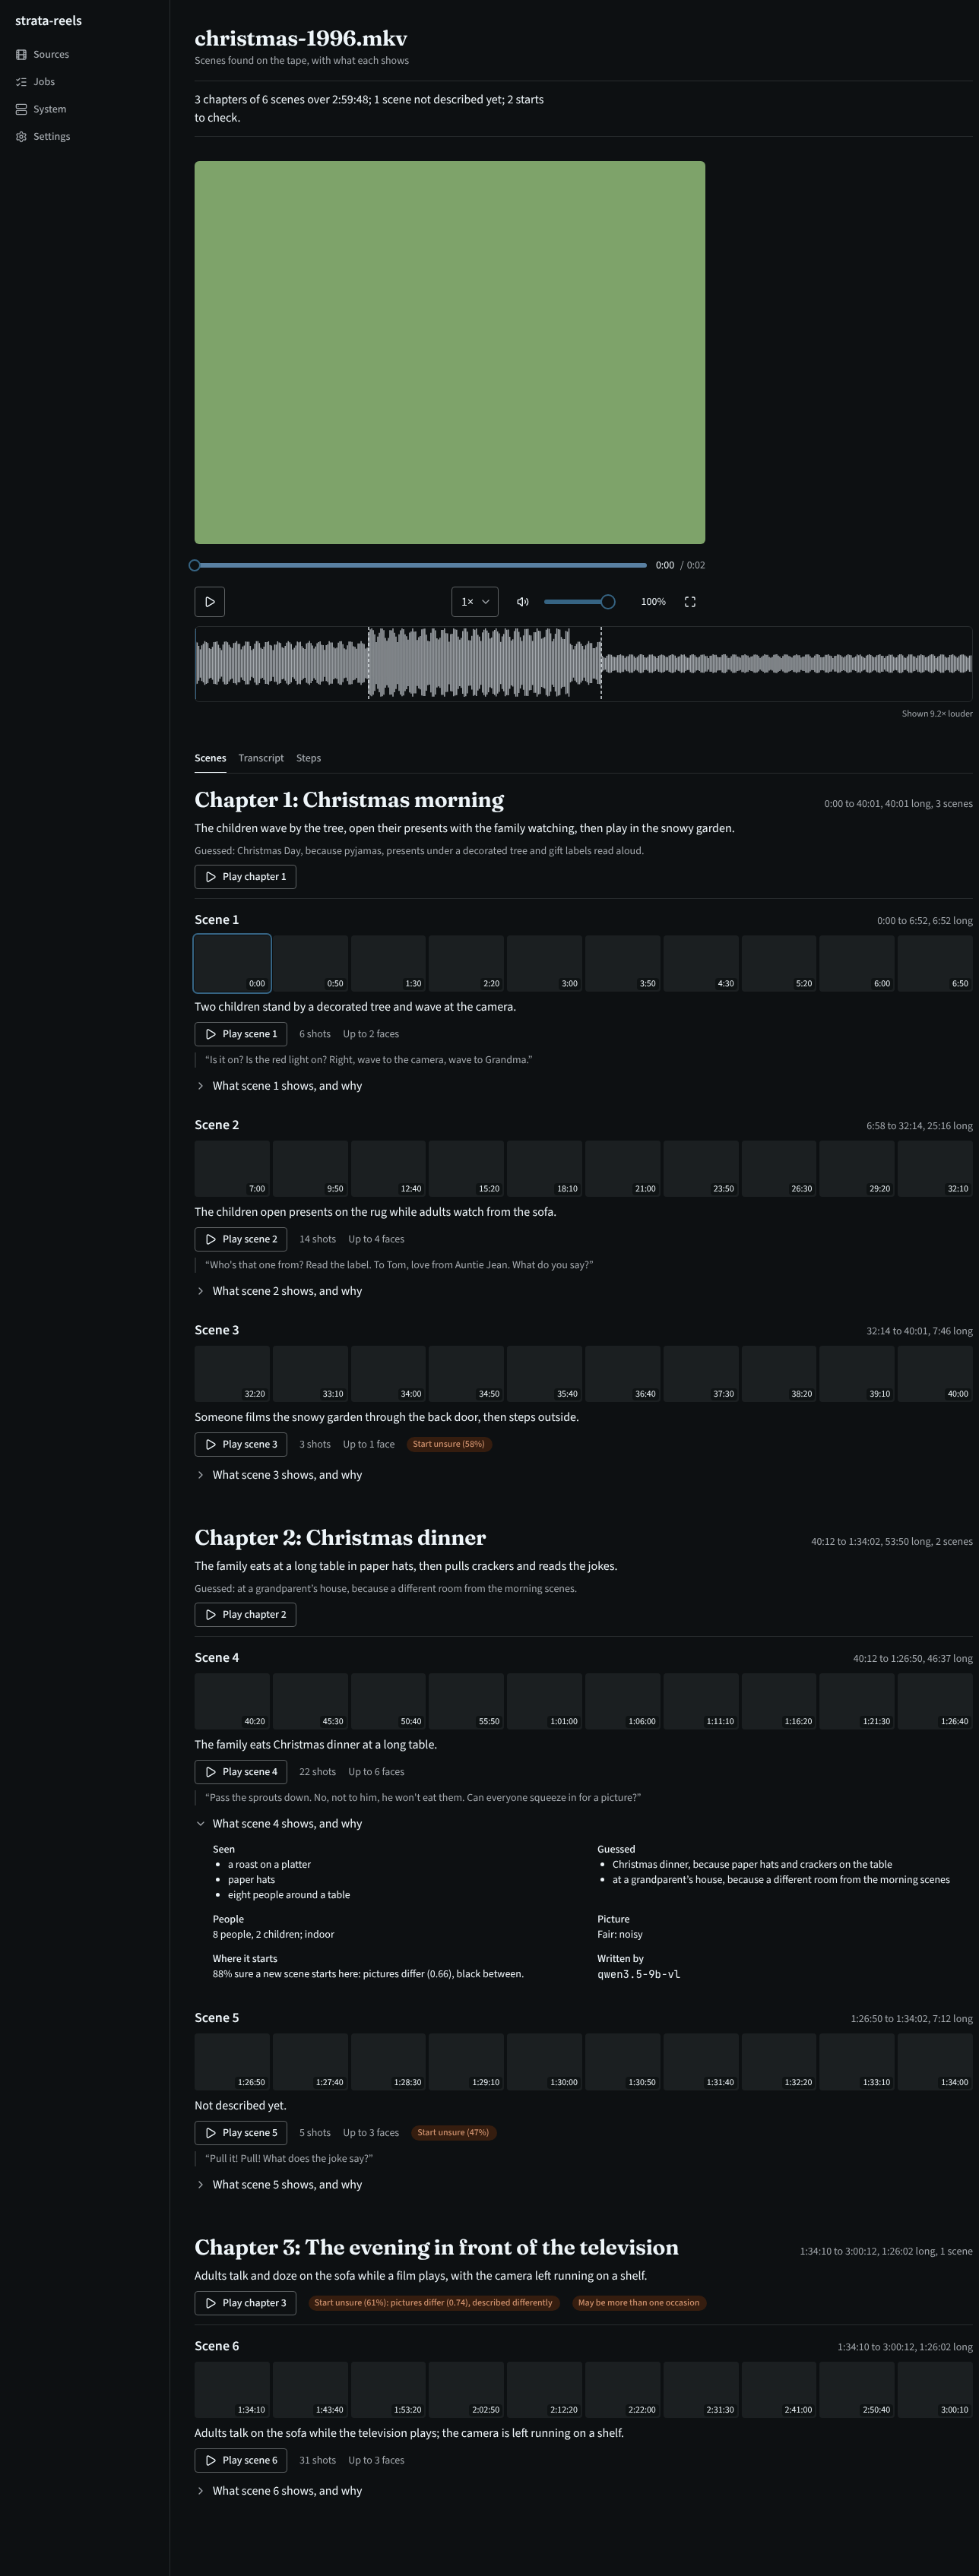 strata-reels
Sources
Jobs
System
Settings
christmas-1996.mkv
Scenes found on the tape, with what each shows
3 chapters of 6 scenes over 2:59:48; 1 scene not described yet; 2 starts
to check.
0:00 / 0:02
1×
100%
Shown 9.2× louder
Scenes Transcript Steps
Chapter 1: Christmas morning
0:00 to 40:01, 40:01 long, 3 scenes
The children wave by the tree, open their presents with the family watching, then play in the snowy garden.
Guessed: Christmas Day, because pyjamas, presents under a decorated tree and gift labels read aloud.
Play chapter 1
Scene 1
0:00 to 6:52, 6:52 long
0:00 0:50 1:30 2:20 3:00 3:50 4:30 5:20 6:00 6:50
Two children stand by a decorated tree and wave at the camera.
Play scene 1 6 shots Up to 2 faces
“Is it on? Is the red light on? Right, wave to the camera, wave to Grandma.”
What scene 1 shows, and why
Scene 2
6:58 to 32:14, 25:16 long
7:00 9:50 12:40 15:20 18:10 21:00 23:50 26:30 29:20 32:10
The children open presents on the rug while adults watch from the sofa.
Play scene 2 14 shots Up to 4 faces
“Who's that one from? Read the label. To Tom, love from Auntie Jean. What do you say?”
What scene 2 shows, and why
Scene 3
32:14 to 40:01, 7:46 long
32:20 33:10 34:00 34:50 35:40 36:40 37:30 38:20 39:10 40:00
Someone films the snowy garden through the back door, then steps outside.
Play scene 3 3 shots Up to 1 face Start unsure (58%)
What scene 3 shows, and why
Chapter 2: Christmas dinner
40:12 to 1:34:02, 53:50 long, 2 scenes
The family eats at a long table in paper hats, then pulls crackers and reads the jokes.
Guessed: at a grandparent’s house, because a different room from the morning scenes.
Play chapter 2
Scene 4
40:12 to 1:26:50, 46:37 long
40:20 45:30 50:40 55:50 1:01:00 1:06:00 1:11:10 1:16:20 1:21:30 1:26:40
The family eats Christmas dinner at a long table.
Play scene 4 22 shots Up to 6 faces
“Pass the sprouts down. No, not to him, he won't eat them. Can everyone squeeze in for a picture?”
What scene 4 shows, and why
Seen
a roast on a platter
paper hats
eight people around a table
Guessed
Christmas dinner, because paper hats and crackers on the table
at a grandparent’s house, because a different room from the morning scenes
People
8 people, 2 children; indoor
Picture
Fair: noisy
Where it starts
88% sure a new scene starts here: pictures differ (0.66), black between.
Written by
qwen3.5-9b-vl
Scene 5
1:26:50 to 1:34:02, 7:12 long
1:26:50 1:27:40 1:28:30 1:29:10 1:30:00 1:30:50 1:31:40 1:32:20 1:33:10 1:34:00
Not described yet.
Play scene 5 5 shots Up to 3 faces Start unsure (47%)
“Pull it! Pull! What does the joke say?”
What scene 5 shows, and why
Chapter 3: The evening in front of the television
1:34:10 to 3:00:12, 1:26:02 long, 1 scene
Adults talk and doze on the sofa while a film plays, with the camera left running on a shelf.
Play chapter 3 Start unsure (61%): pictures differ (0.74), described differently May be more than one occasion
Scene 6
1:34:10 to 3:00:12, 1:26:02 long
1:34:10 1:43:40 1:53:20 2:02:50 2:12:20 2:22:00 2:31:30 2:41:00 2:50:40 3:00:10
Adults talk on the sofa while the television plays; the camera is left running on a shelf.
Play scene 6 31 shots Up to 3 faces
What scene 6 shows, and why